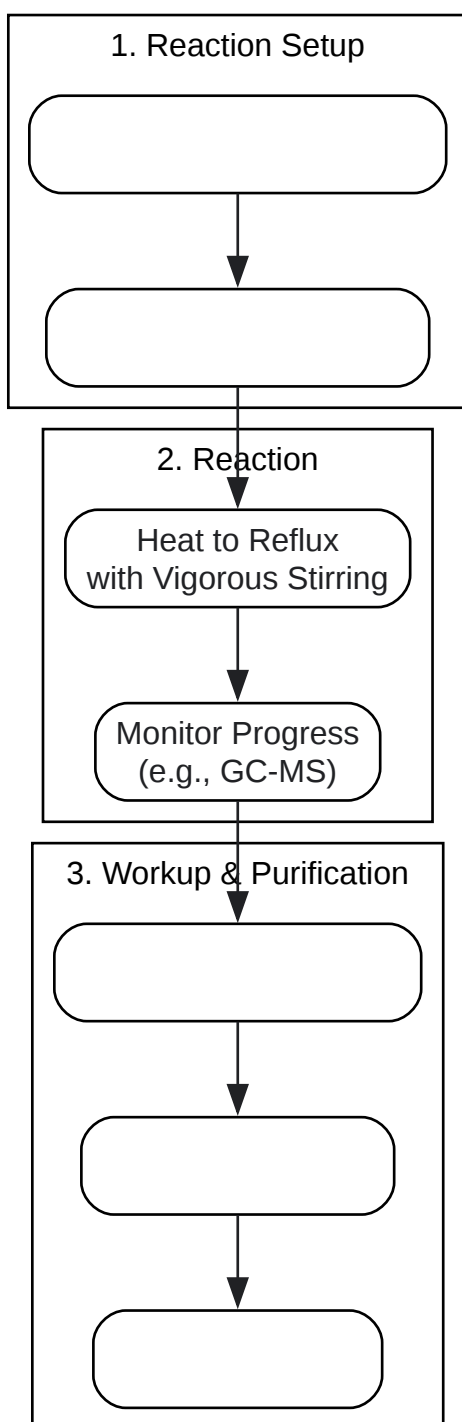 1. Reaction Setup
2. Reaction
Heat to Reflux
with Vigorous Stirring
Monitor Progress
(e.g., GC-MS)
3. Workup & Purification